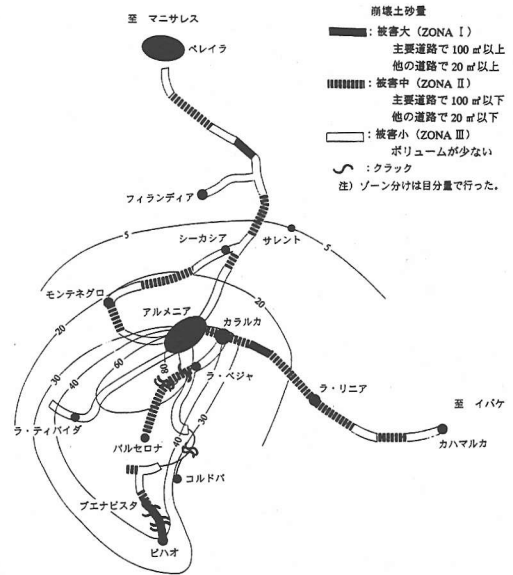 至 マニサレス
ペレイラ
崩壊土砂量
：被害大（ZONA Ⅰ）
主要道路で 100 ㎡以上
他の道路で 20 ㎡以上
：被害中（ZONA Ⅱ）
主要道路で 100 ㎡以下
他の道路で 20 ㎡以下
：被害小（ZONA Ⅲ）
ボリュームが少ない
：クラック
注）ゾーン分けは目分量で行った。
フィランディア
5
シーカシア
サレント
5
モンテネグロ
アルメニア
カラルカ
20
20
30
40
60
80
ラ・ベジャ
ラ・リニア
至 イバケ
30
40
ラ・ティバイダ
バルセロナ
カハマルカ
40
30
コルドバ
ブエナビスタ
ピハオ